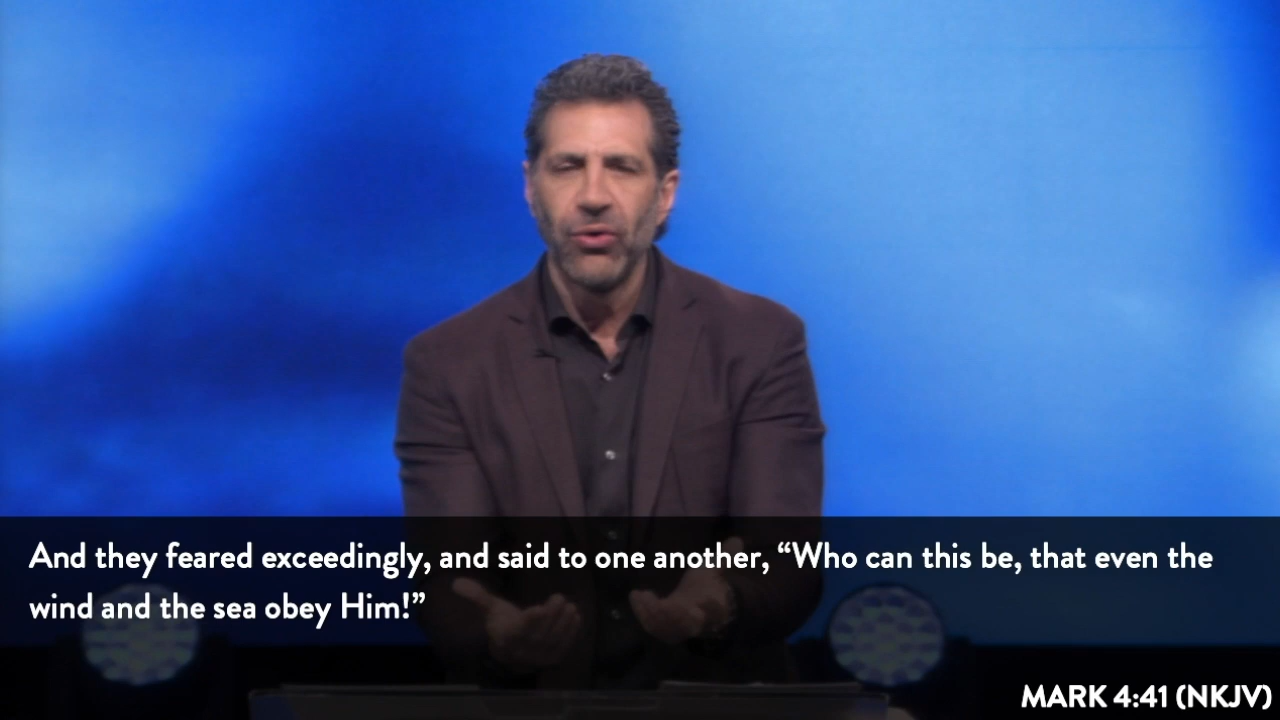 And they feared exceedingly, and said to one another, “Who can this be, that even the
wind and the sea obey Him!”
MARK 4:41 (NKJV)